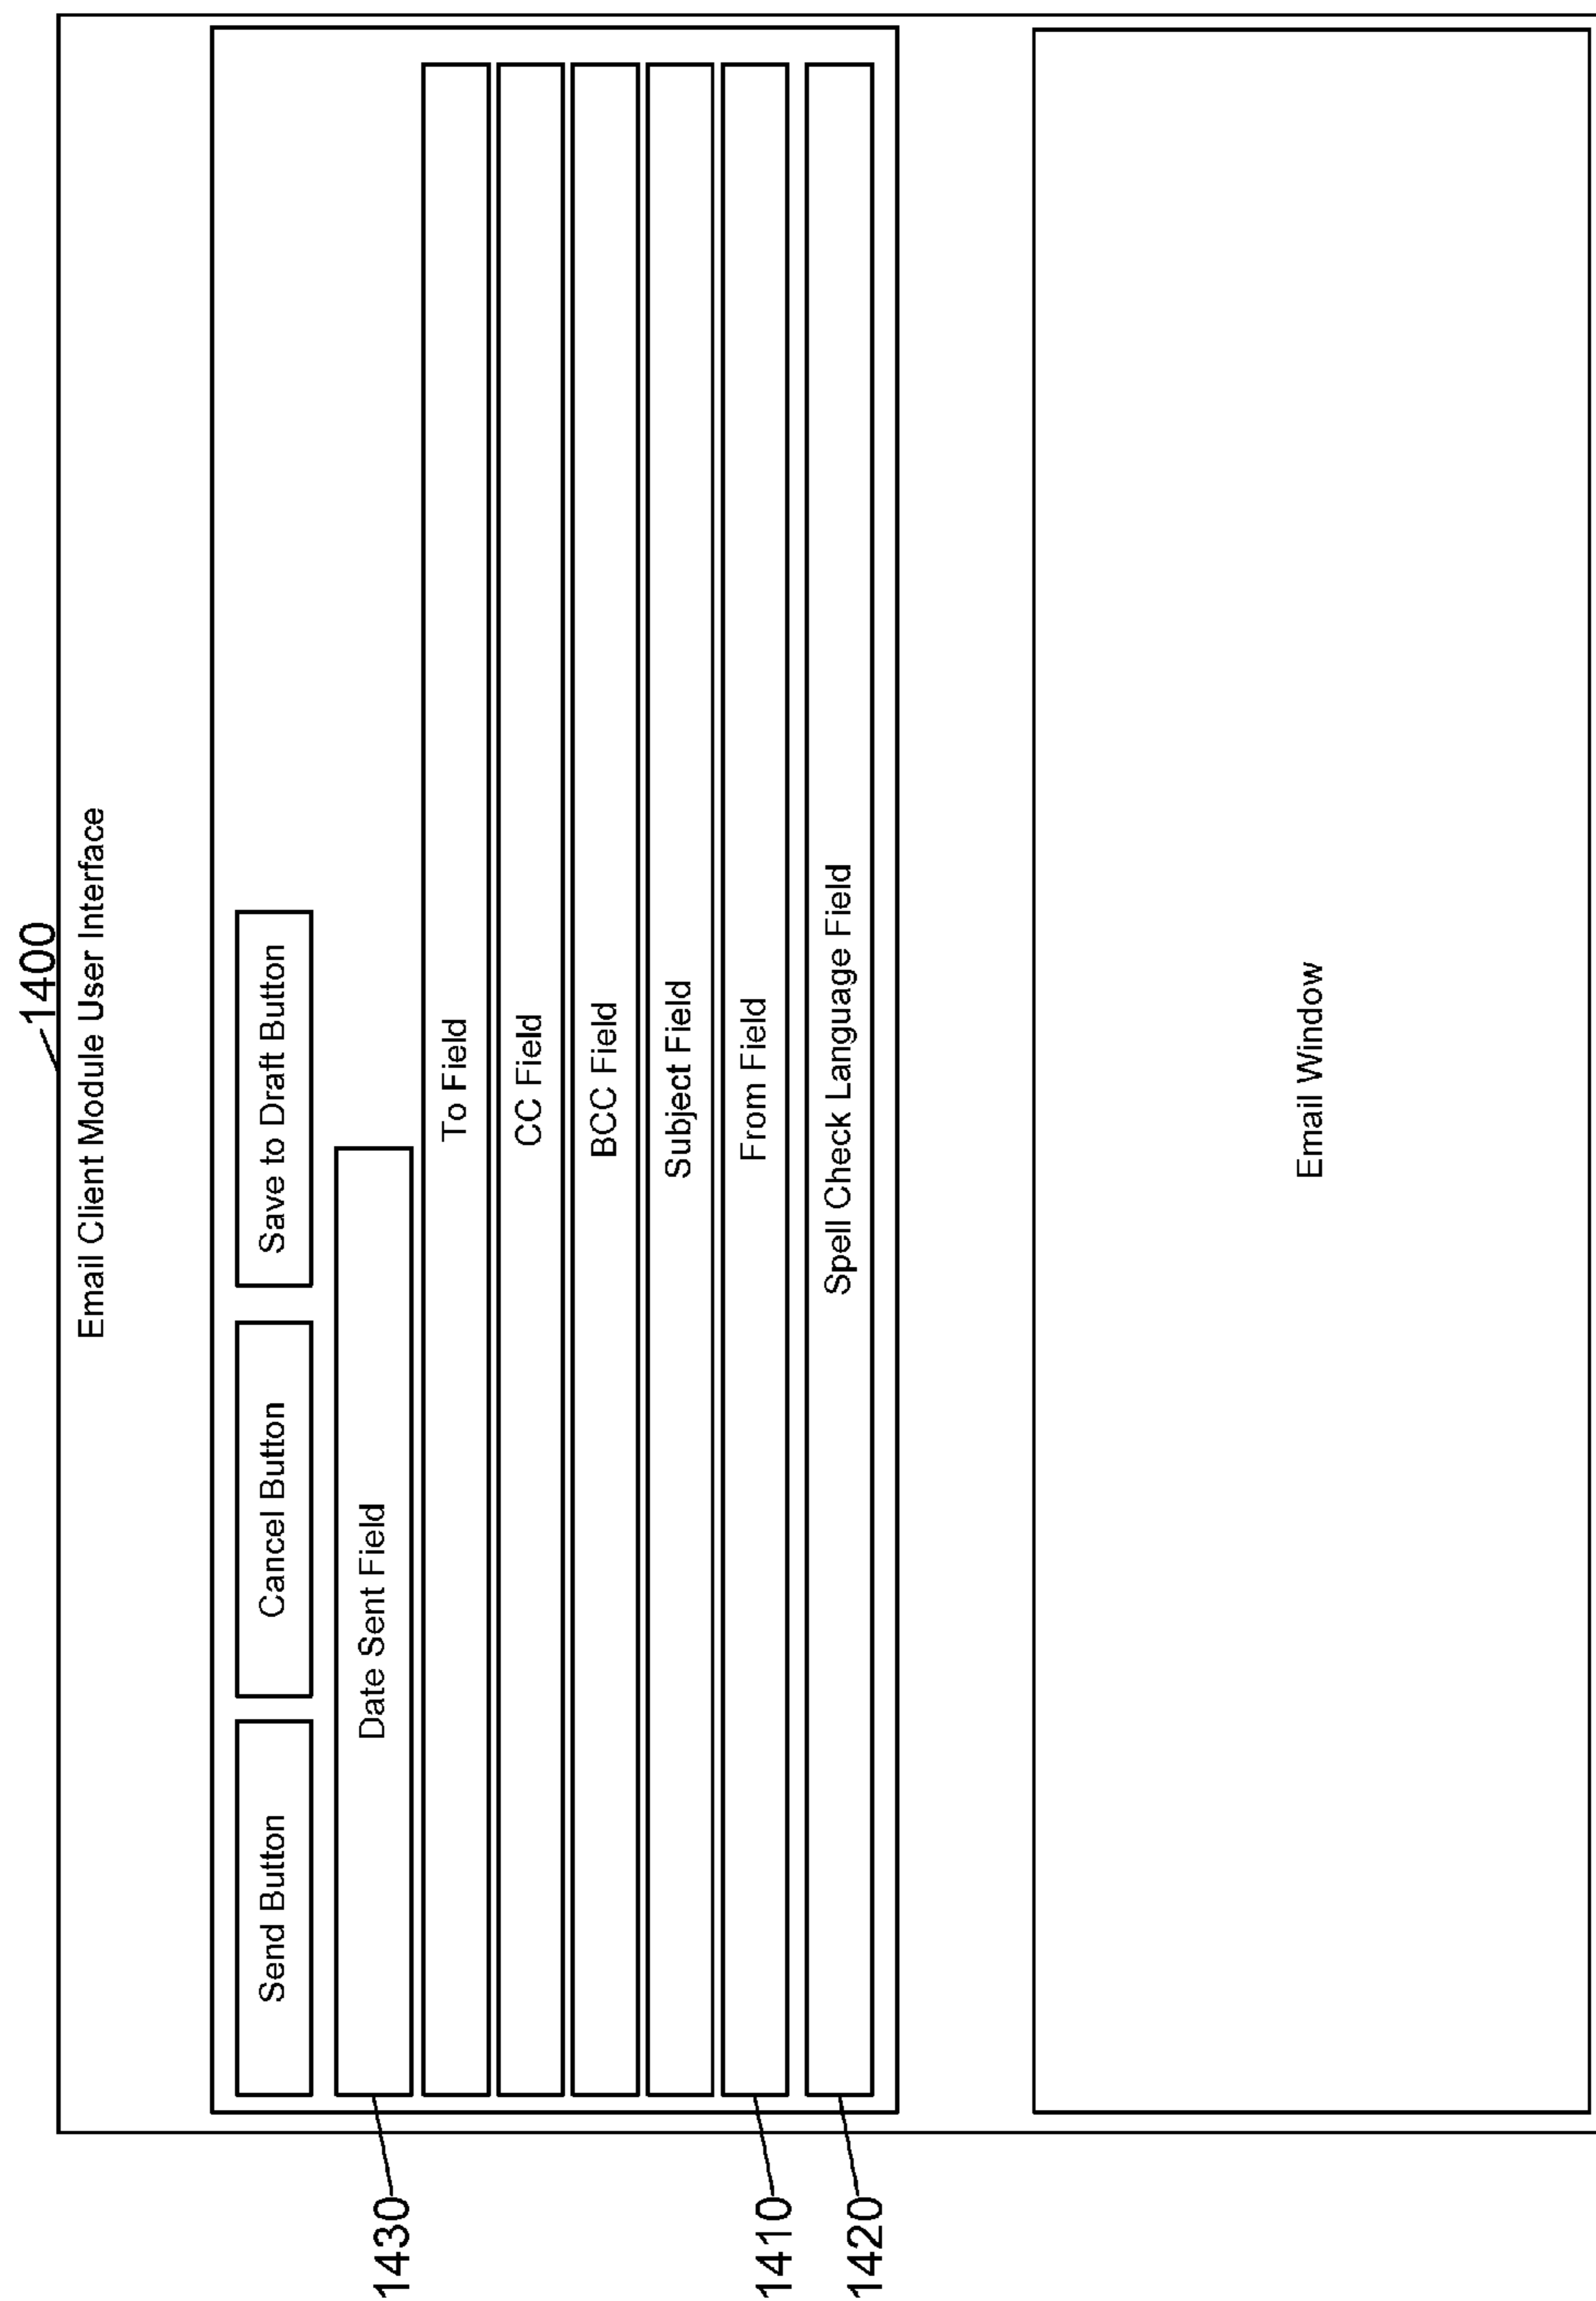 1400
Email Client Module User Interface
Send Button
Cancel Button
Save to Draft Button
1430
Date Sent Field
To Field
CC Field
BCC Field
Subject Field
1410
From Field
1420
Spell Check Language Field
Email Window